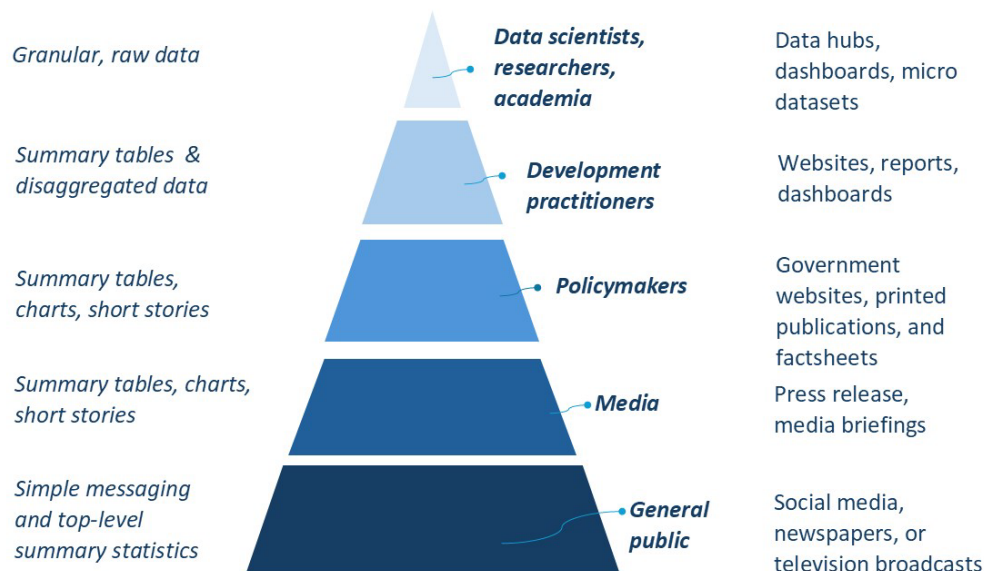 Granular, raw data
Data scientists,
researchers,
academia
Data hubs,
dashboards, micro
datasets
Summary tables &
disaggregated data
Development
practitioners
Websites, reports,
dashboards
Summary tables,
charts, short stories
Policymakers
Government
websites, printed
publications, and
factsheets
Summary tables, charts,
short stories
Media
Press release,
media briefings
Simple messaging
and top-level
summary statistics
General
public
Social media,
newspapers, or
television broadcasts